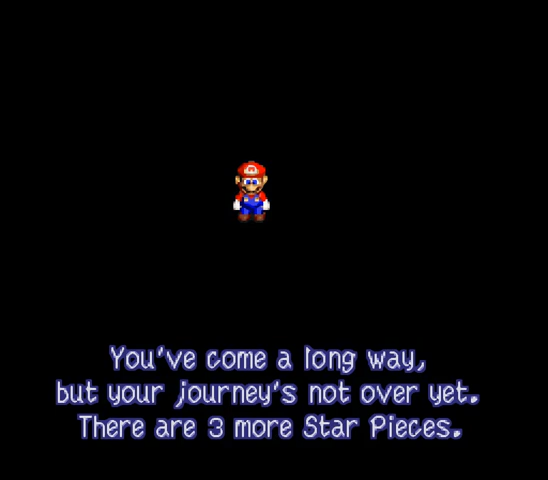 You've come a long way,
but your journey's not over yet.
There are 3 more Star Pieces.